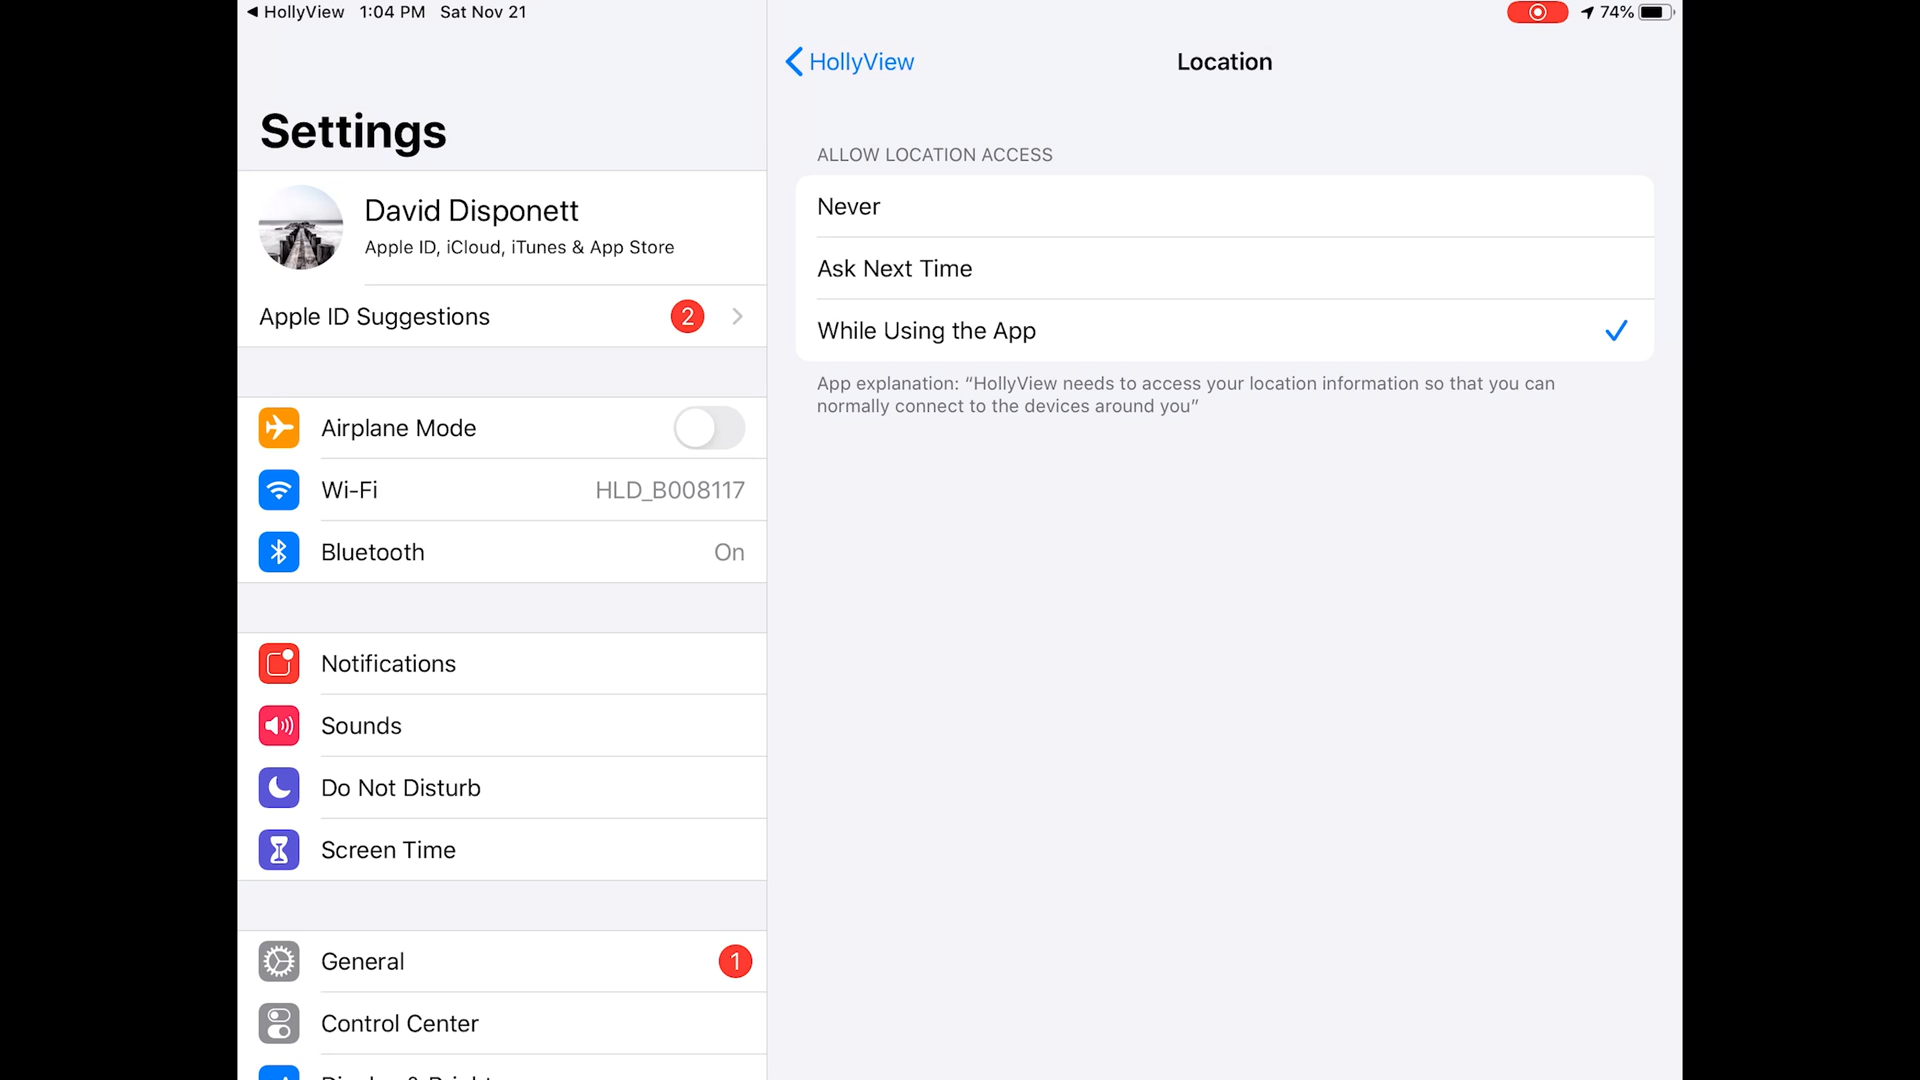 HollyView 1:04 PM Sat Nov 21
74%
Settings
David Disponett
Apple ID, iCloud, iTunes & App Store
Apple ID Suggestions 2
Airplane Mode
Wi-Fi HLD_B008117
Bluetooth On
Notifications
Sounds
Do Not Disturb
Screen Time
General 1
Control Center
HollyView
Location
ALLOW LOCATION ACCESS
Never
Ask Next Time
While Using the App
App explanation: “HollyView needs to access your location information so that you can
normally connect to the devices around you”